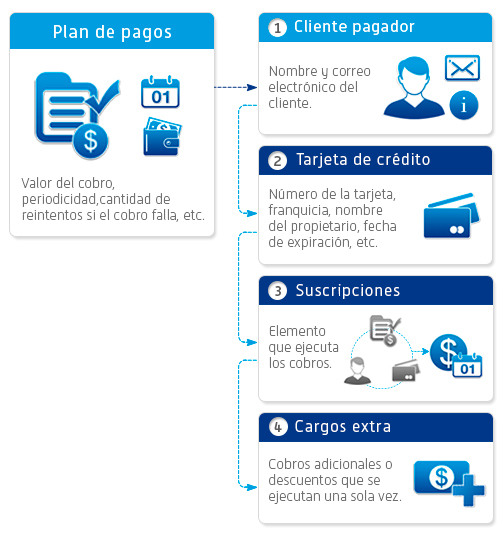 Plan de pagos
01
$
Valor del cobro,
periodicidad,cantidad de
reintentos si el cobro falla, etc.
1 Cliente pagador
Nombre y correo
electrónico del
cliente.
i
2 Tarjeta de crédito
Número de la tarjeta,
franquicia, nombre
del propietario, fecha
de expiración, etc.
3 Suscripciones
Elemento
que ejecuta
los cobros.
$
$
01
4 Cargos extra
Cobros adicionales o
descuentos que se
ejecutan una sola vez.
$